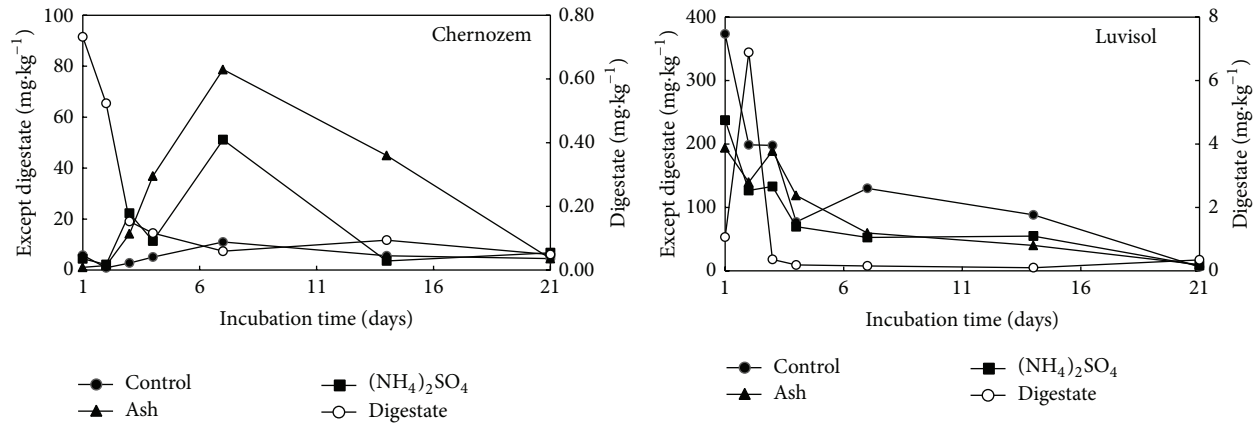 Chernozem
Except digestate (mg·kg⁻¹)
100
80
60
40
20
0
0.80
0.60
0.40
0.20
0.00
Digestate (mg·kg⁻¹)
1 6 11 16 21
Incubation time (days)
Control
Ash
(NH₄)₂SO₄
Digestate
Luvisol
Except digestate (mg·kg⁻¹)
400
300
200
100
0
8
6
4
2
0
Digestate (mg·kg⁻¹)
1 6 11 16 21
Incubation time (days)
Control
Ash
(NH₄)₂SO₄
Digestate